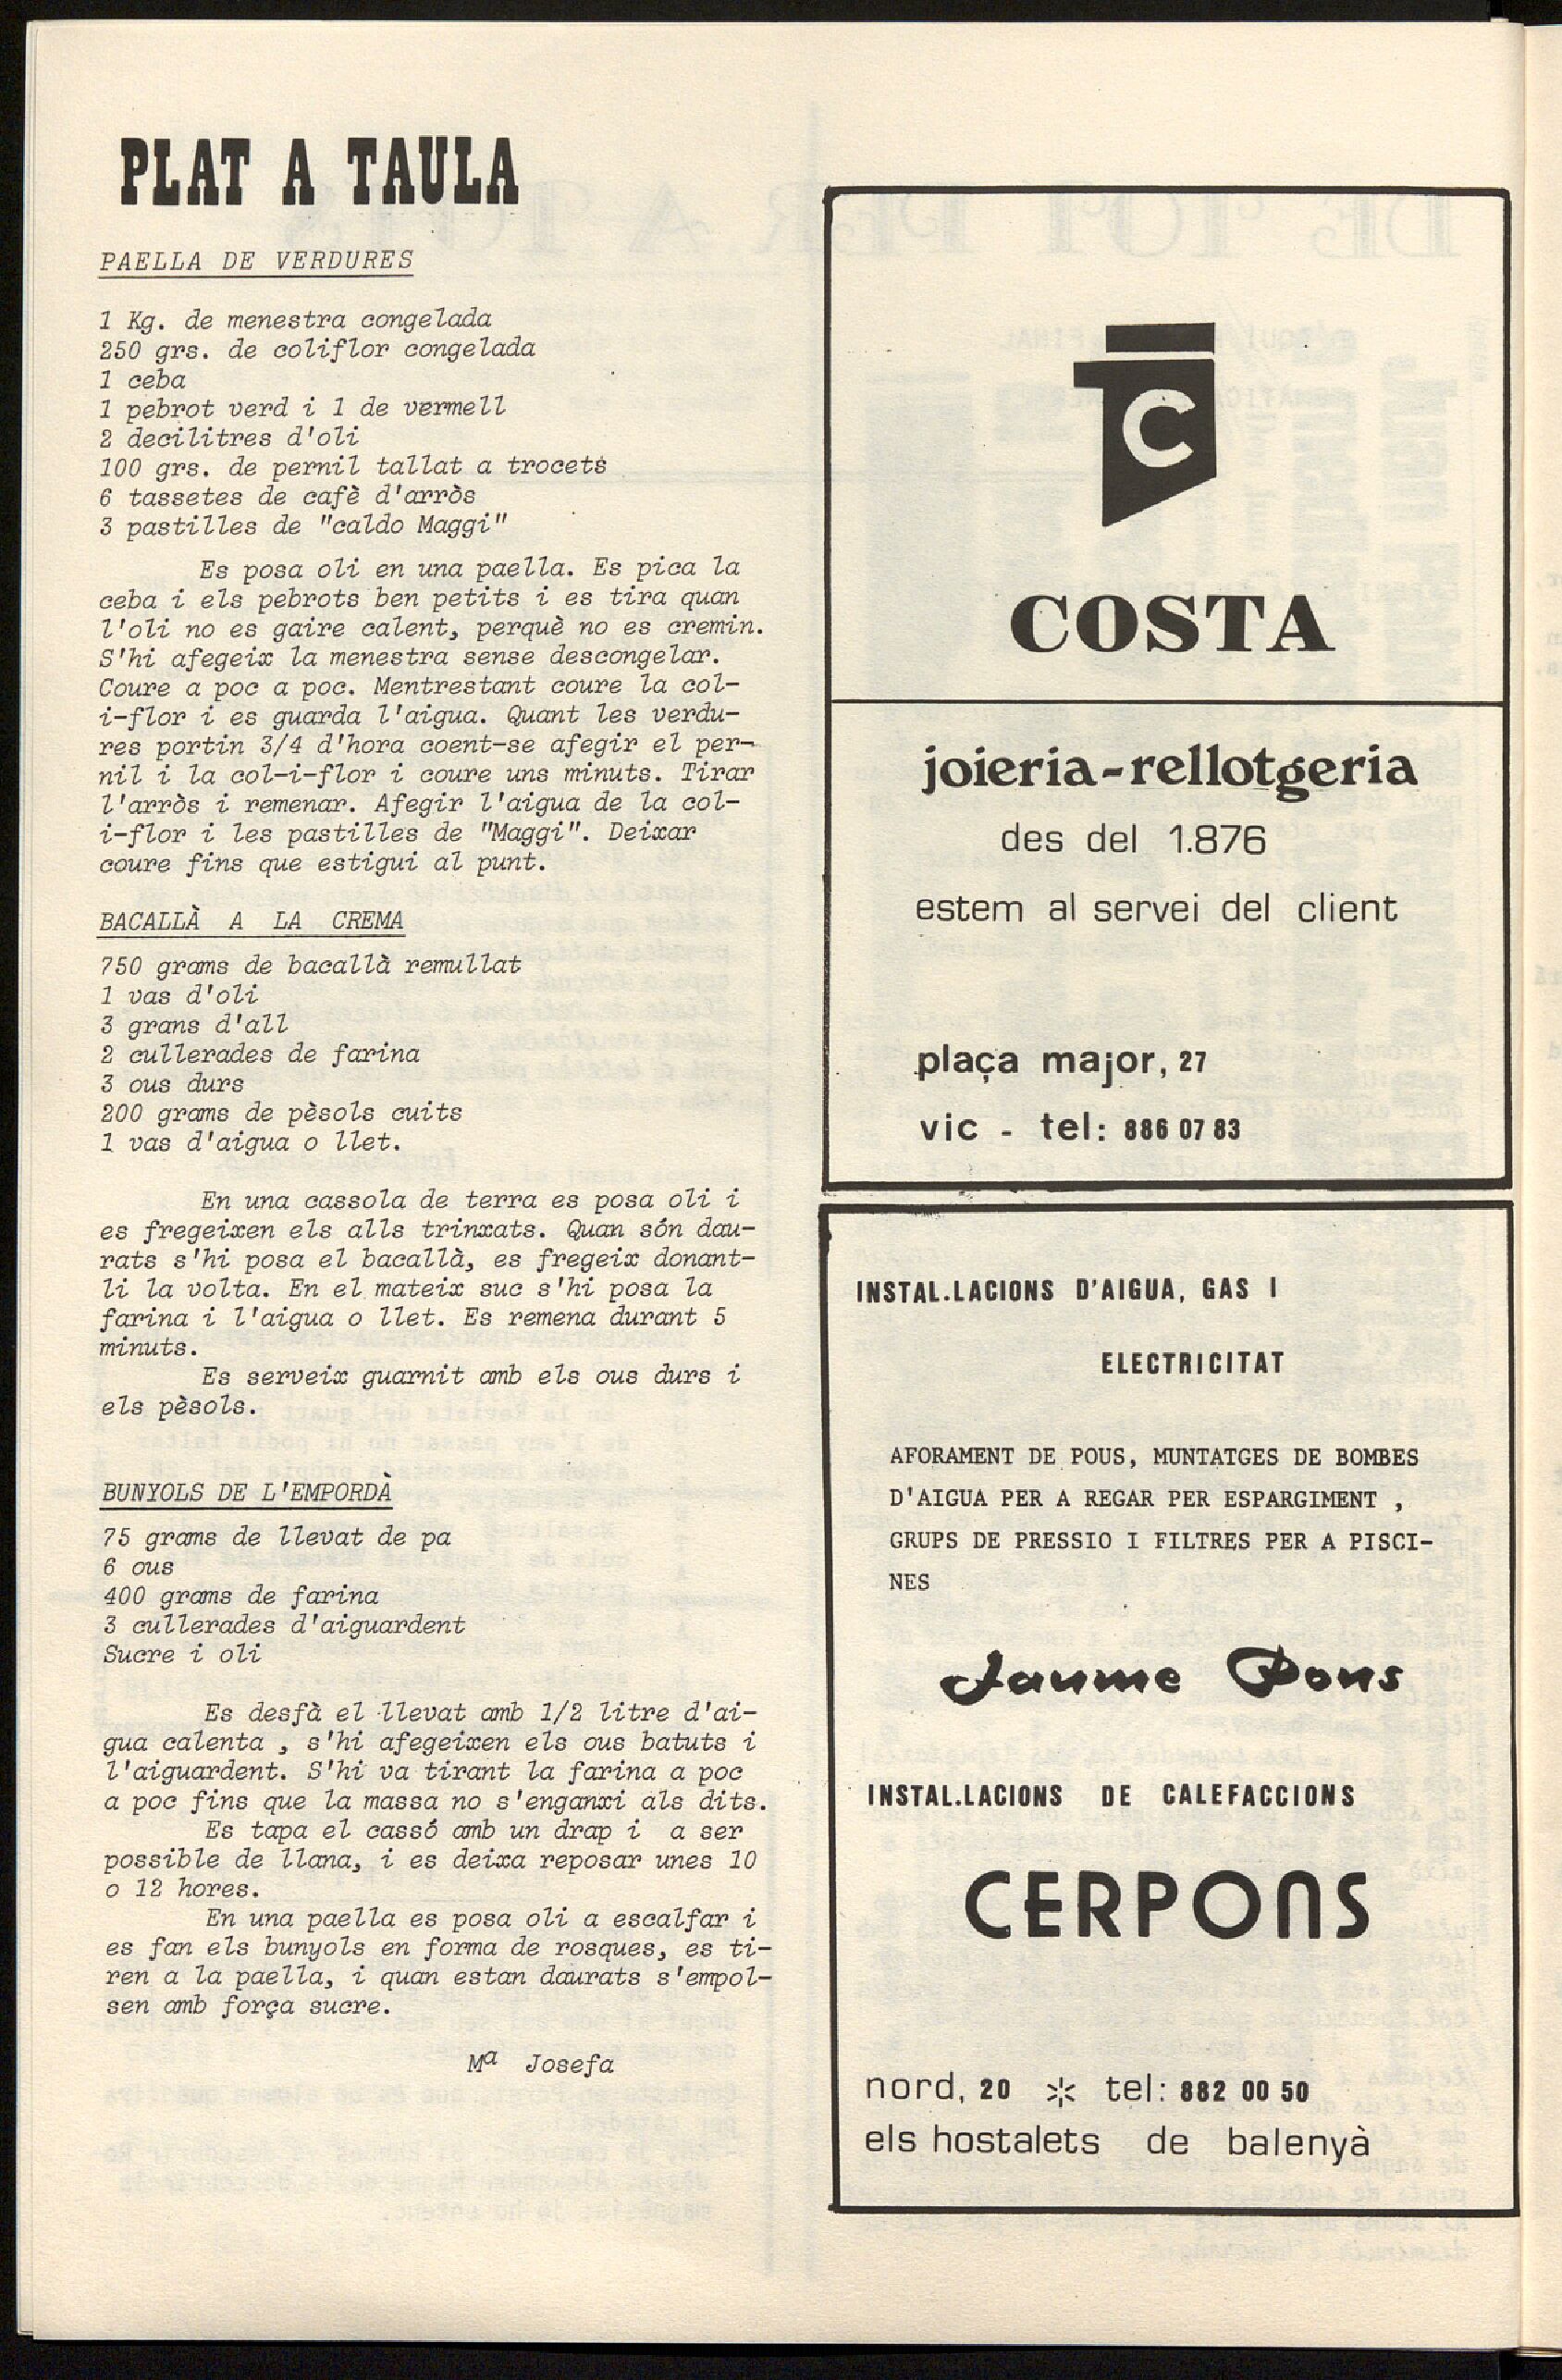 PLAT A TAULA
PAELLA DE VERDURES
1 Kg. de menestra congelada
250 grs. de coliflor congelada
1 ceba
1 pebrot verd i 1 de vermell
2 decilitres d'oli
100 grs. de pernil tallat a trocets
6 tassetes de cafè d'arròs
3 pastilles de "caldo Maggi"
Es posa oli en una paella. Es pica la
ceba i els pebrots ben petits i es tira quan
l'oli no es gaire calent, perquè no es cremin.
S'hi afegeix la menestra sense descongelar.
Coure a poc a poc. Mentrestant coure la col-
i-flor i es guarda l'aigua. Quant les verdu-
res portin 3/4 d'hora coent-se afegir el per-
nil i la col-i-flor i coure uns minuts. Tirar
l'arròs i remenar. Afegir l'aigua de la col-
i-flor i les pastilles de "Maggi". Deixar
coure fins que estigui al punt.
BACALLÀ A LA CREMA
750 grams de bacallà remullat
1 vas d'oli
3 grans d'all
2 cullerades de farina
3 ous durs
200 grams de pèsols cuits
1 vas d'aigua o llet.
En una cassola de terra es posa oli i
es fregeixen els alls trinxats. Quan són dau-
rats s'hi posa el bacallà, es fregeix donant-
li la volta. En el mateix suc s'hi posa la
farina i l'aigua o llet. Es remena durant 5
minuts.
Es serveix guarnit amb els ous durs i
els pèsols.
BUNYOLS DE L'EMPORDÀ
75 grams de llevat de pa
6 ous
400 grams de farina
3 cullerades d'aiguardent
Sucre i oli
Es desfà el llevat amb 1/2 litre d'ai-
gua calenta , s'hi afegeixen els ous batuts i
l'aiguardent. S'hi va tirant la farina a poc
a poc fins que la massa no s'enganxi als dits.
Es tapa el cassó amb un drap i a ser
possible de llana, i es deixa reposar unes 10
o 12 hores.
En una paella es posa oli a escalfar i
es fan els bunyols en forma de rosques, es ti-
ren a la paella, i quan estan daurats s'empol-
sen amb força sucre.
Mª Josefa
C
COSTA
joieria-rellotgeria
des del 1.876
estem al servei del client
plaça major, 27
vic - tel: 886 07 83
INSTAL.LACIONS D'AIGUA, GAS I
ELECTRICITAT
AFORAMENT DE POUS, MUNTATGES DE BOMBES
D'AIGUA PER A REGAR PER ESPARGIMENT ,
GRUPS DE PRESSIO I FILTRES PER A PISCI-
NES
Jaume Pons
INSTAL.LACIONS DE CALEFACCIONS
CERPONS
nord, 20 * tel: 882 00 50
els hostalets de balenyà